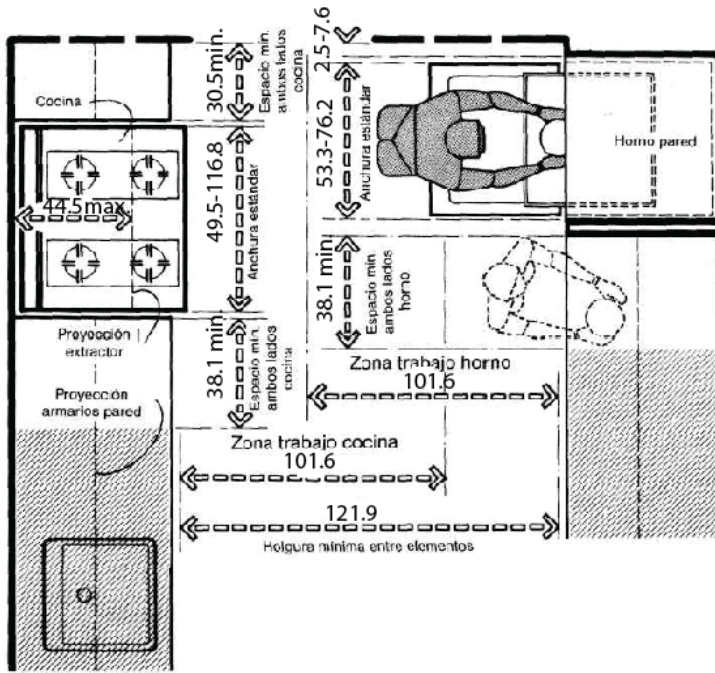 30.5min.
Espacio min.
ambos lados
cocina
2.5-7.6
Cocina
49.5-116.8
Anchura estándar
53.3-76.2
Anchura estándar
Horno pared
44.5max.
38.1 min.
Espacio min.
ambos lados
cocina
38.1 min.
Espacio min.
ambos lados
horno
Proyección
extractor
Proyección
armarios pared
Zona trabajo horno
101.6
Zona trabajo cocina
101.6
121.9
Holgura mínima entre elementos